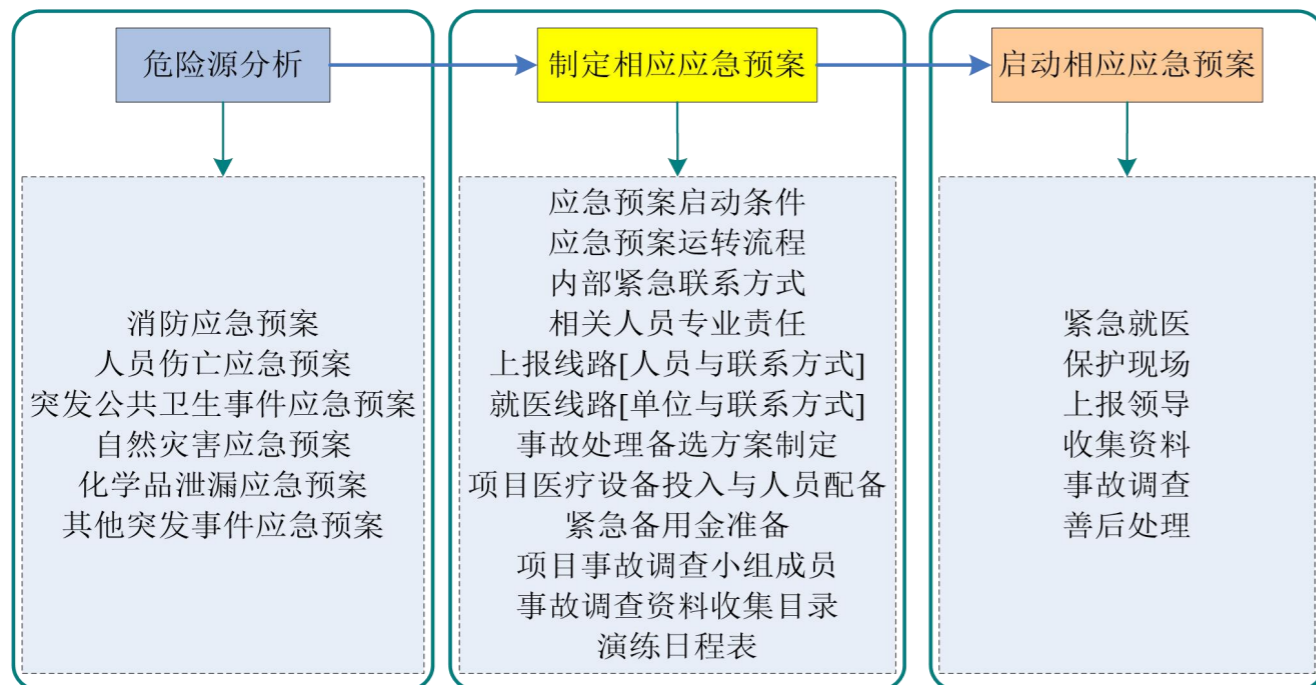 危险源分析
制定相应应急预案
启动相应应急预案
消防应急预案
人员伤亡应急预案
突发公共卫生事件应急预案
自然灾害应急预案
化学品泄漏应急预案
其他突发事件应急预案
应急预案启动条件
应急预案运转流程
内部紧急联系方式
相关人员专业责任
上报线路[人员与联系方式]
就医线路[单位与联系方式]
事故处理备选方案制定
项目医疗设备投入与人员配备
紧急备用金准备
项目事故调查小组成员
事故调查资料收集目录
演练日程表
紧急就医
保护现场
上报领导
收集资料
事故调查
善后处理